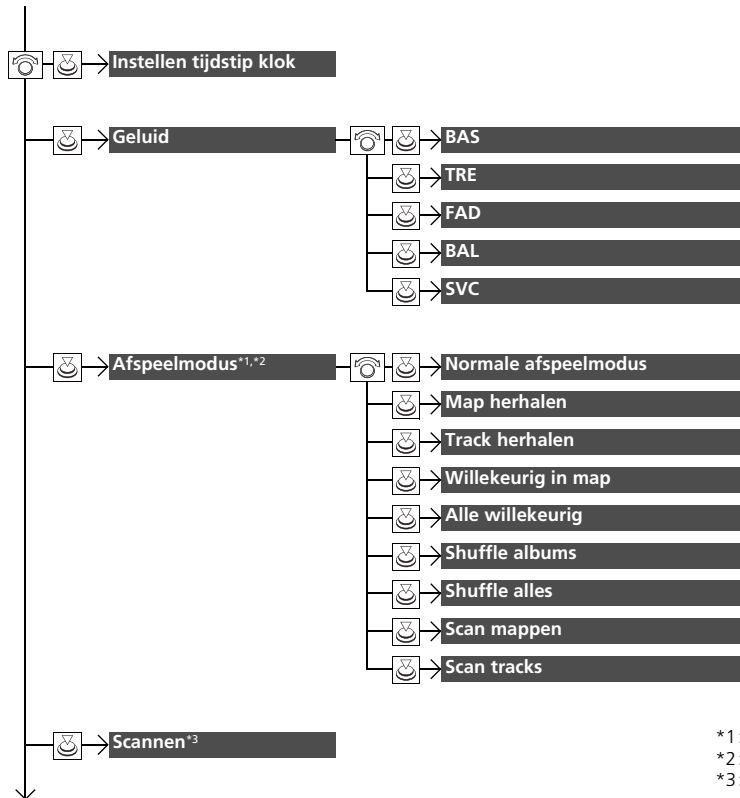 Instellen tijdstip klok
Geluid
BAS
TRE
FAD
BAL
SVC
Afspeelmodus*1,*2
Normale afspeelmodus
Map herhalen
Track herhalen
Willekeurig in map
Alle willekeurig
Shuffle albums
Shuffle alles
Scan mappen
Scan tracks
Scannen*3
*1:
*2:
*3: